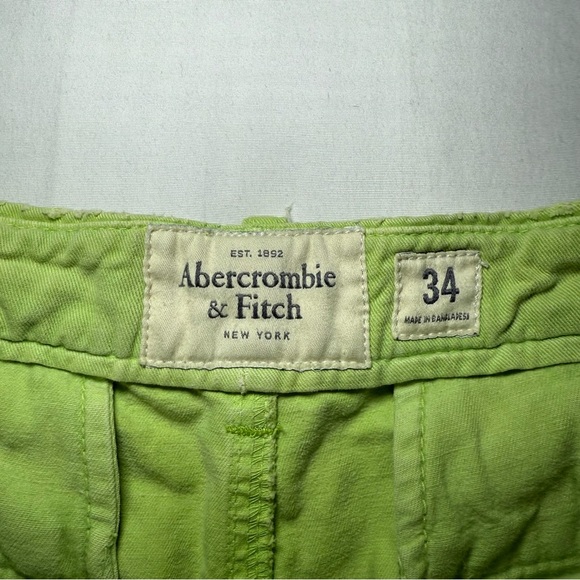 EST. 1892
Abercrombie
& Fitch
NEW YORK
34
MADE IN BANGLADESH